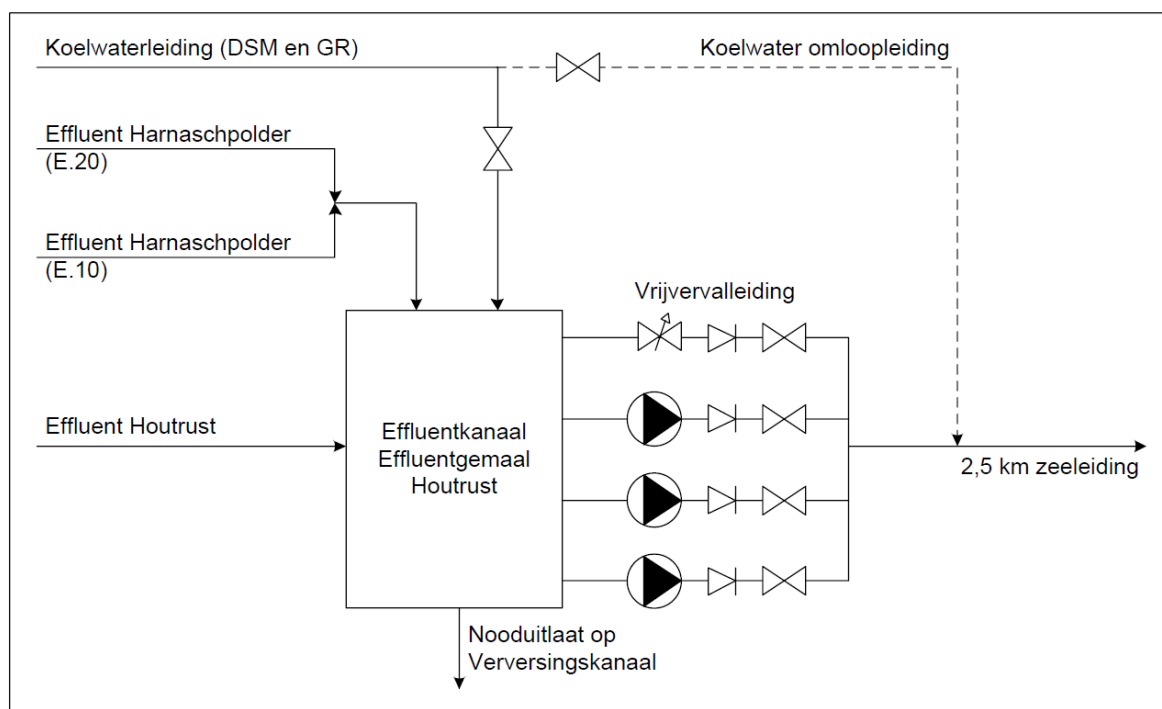 Koelwaterleiding (DSM en GR)
Koelwater omloopleiding
Effluent Harnaschpolder
(E.20)
Effluent Harnaschpolder
(E.10)
Vrijvervalleiding
Effluent Houtrust
Effluentkanaal
Effluentgemaal
Houtrust
2,5 km zeeleiding
Nooduitlaat op
Verversingskanaal